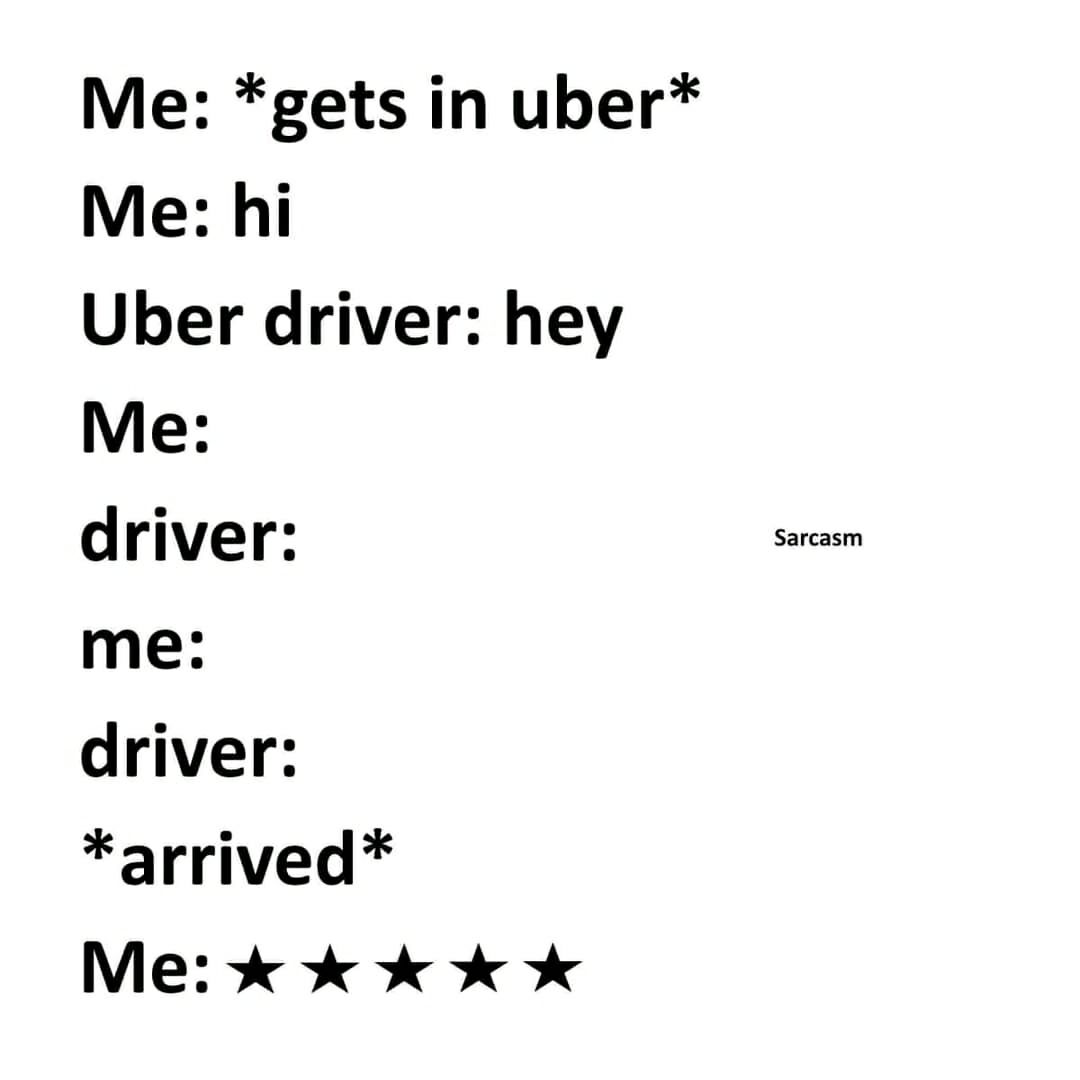 Me: *gets in uber*
Me: hi
Uber driver: hey
Me:
driver:
Sarcasm
me:
driver:
*arrived*
Me: ★ ★ ★ ★ ★